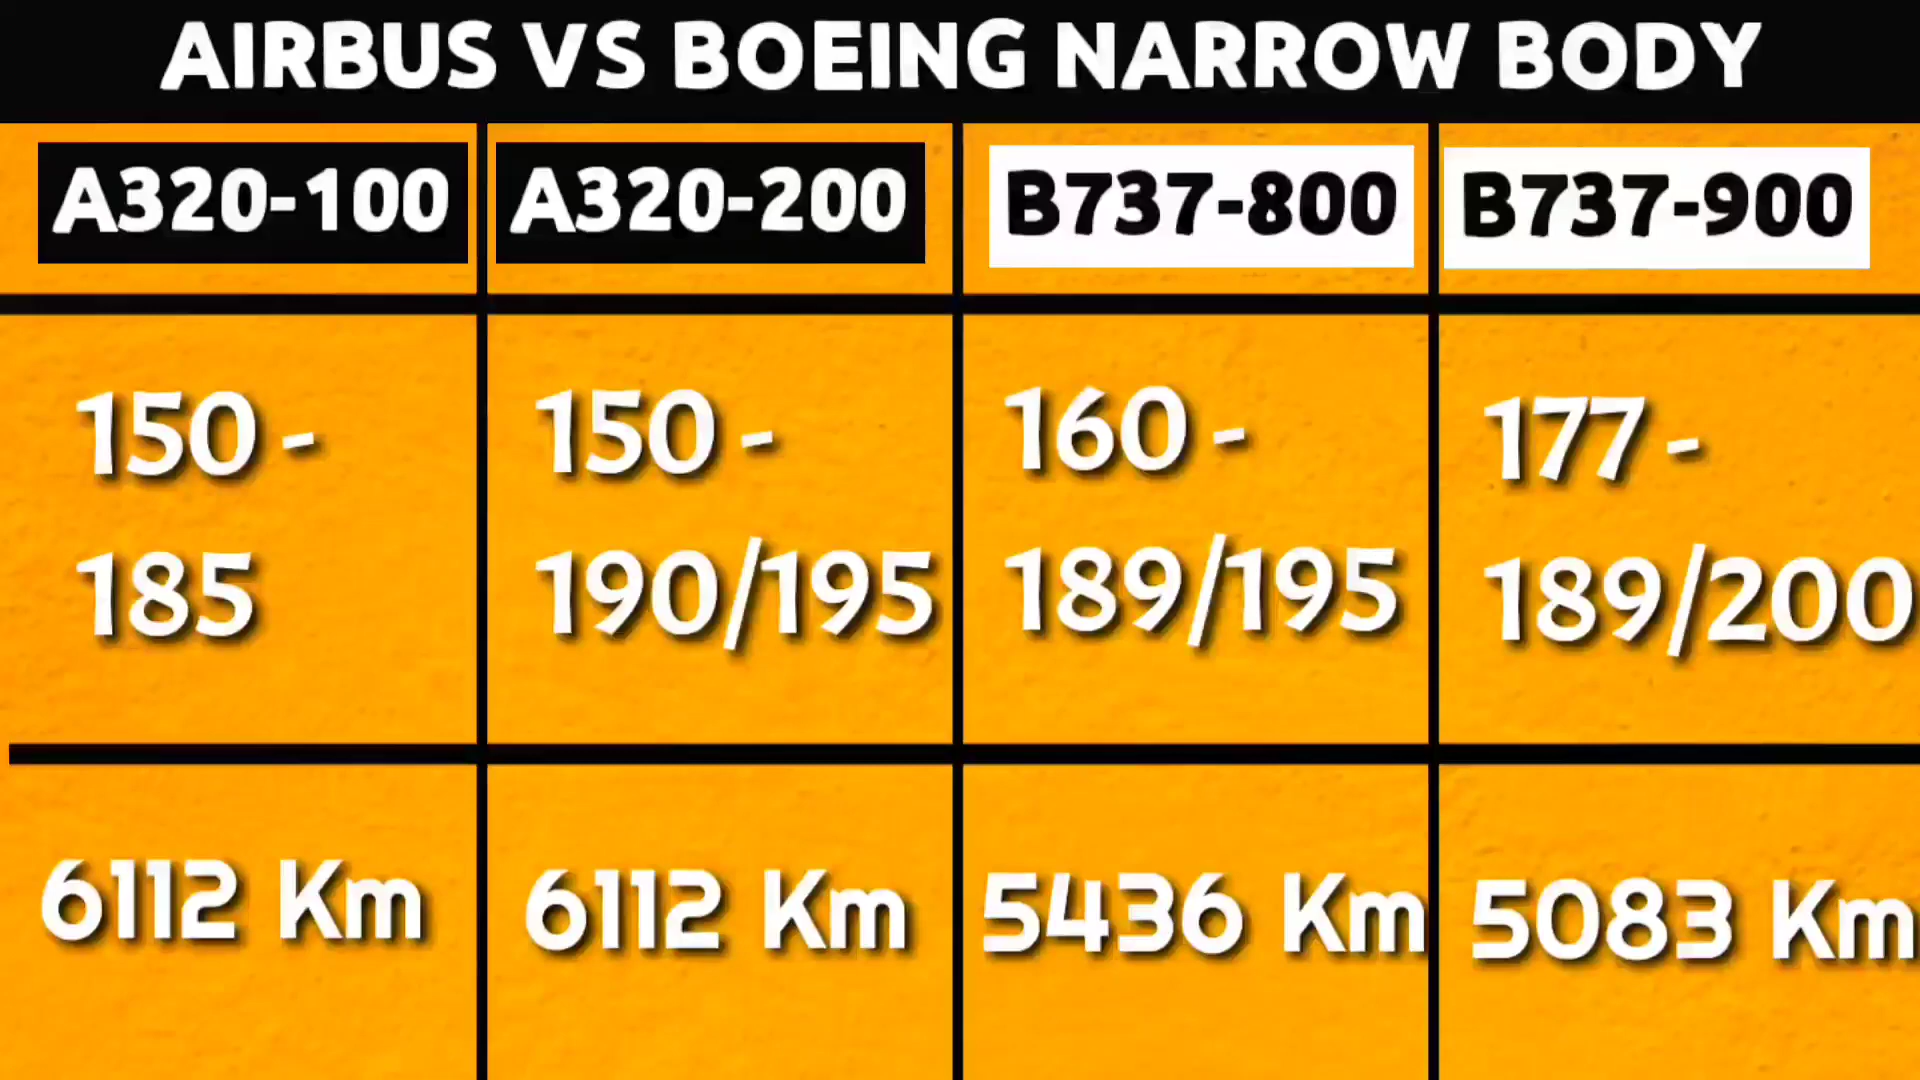 AIRBUS VS BOEING NARROW BODY
A320-100 A320-200 B737-800 B737-900
150 - 150 - 160 - 177 -
185 190/195 189/195 189/200
6112 Km 6112 Km 5436 Km 5083 Km